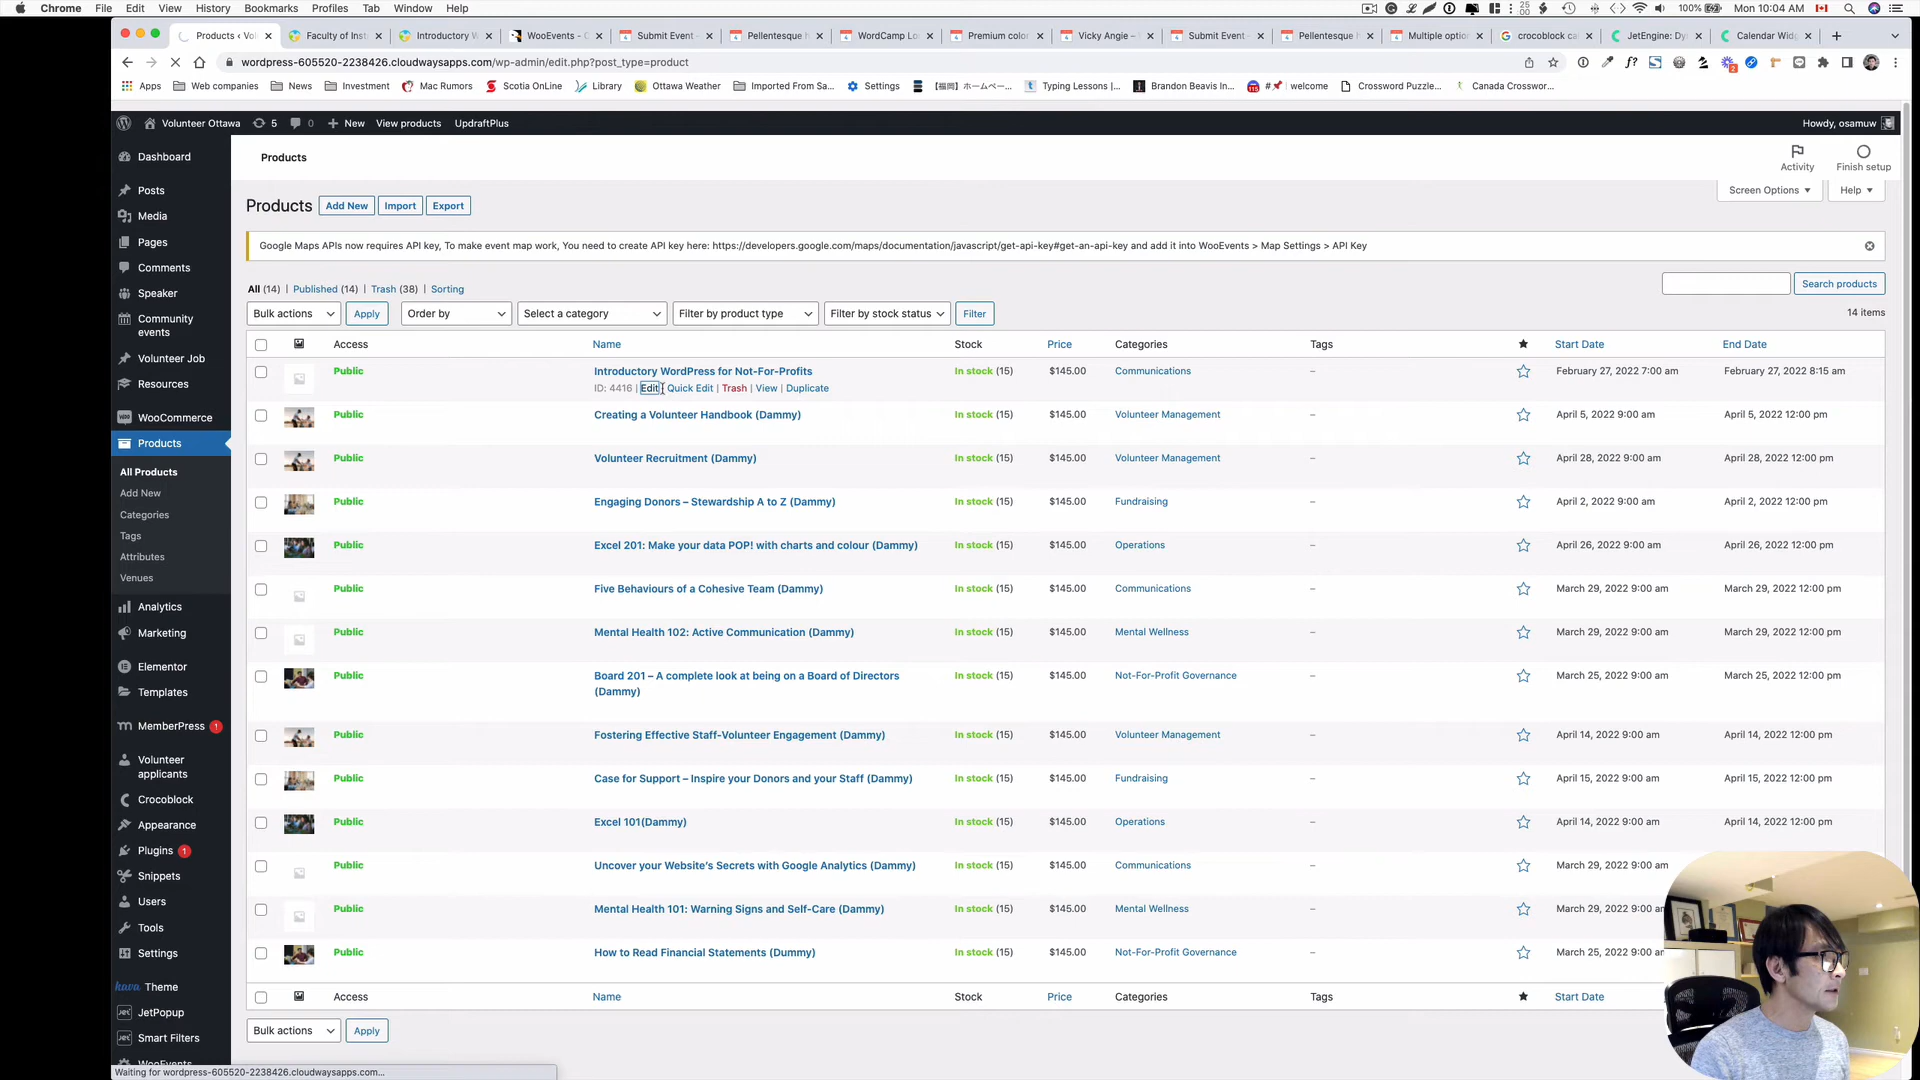 Chrome File Edit View History Bookmarks Profiles Tab Window Help 100% Mon 10:04 AM
Products ‹ Vol Faculty of Inst Introductory W WooEvents - C Submit Event Pellentesque h WordCamp Lo Premium color Vicky Angie – Submit Event Pellentesque h Multiple optio crocoblock cal JetEngine: Dy Calendar Widg
wordpress-605520-2238426.cloudwaysapps.com/wp-admin/edit.php?post_type=product
Apps Web companies News Investment Mac Rumors Scotia OnLine Library Ottawa Weather Imported From Sa... Settings 【福岡】ホームペー... Typing Lessons |... Brandon Beavis In... # | welcome Crossword Puzzle... Canada Crosswor...
Volunteer Ottawa 5 0 New View products UpdraftPlus Howdy, osamuw
Dashboard
Posts
Media
Pages
Comments
Speaker
Community
events
Volunteer Job
Resources
WooCommerce
Products
All Products
Add New
Categories
Tags
Attributes
Venues
Analytics
Marketing
Elementor
Templates
MemberPress 1
Volunteer
applicants
Crocoblock
Appearance
Plugins 1
Snippets
Users
Tools
Settings
kava Theme
JetPopup
Smart Filters
WooEvents
Products
Activity Finish setup
Screen Options Help
Products Add New Import Export
Google Maps APIs now requires API key, To make event map work, You need to create API key here: https://developers.google.com/maps/documentation/javascript/get-api-key#get-an-api-key and add it into WooEvents > Map Settings > API Key
All (14) | Published (14) | Trash (38) | Sorting
Search products
Bulk actions Apply Order by Select a category Filter by product type Filter by stock status Filter 14 items
Access Name Stock Price Categories Tags Start Date End Date
Public Introductory WordPress for Not-For-Profits In stock (15) $145.00 Communications – February 27, 2022 7:00 am February 27, 2022 8:15 am
ID: 4416 | Edit | Quick Edit | Trash | View | Duplicate
Public Creating a Volunteer Handbook (Dammy) In stock (15) $145.00 Volunteer Management – April 5, 2022 9:00 am April 5, 2022 12:00 pm
Public Volunteer Recruitment (Dammy) In stock (15) $145.00 Volunteer Management – April 28, 2022 9:00 am April 28, 2022 12:00 pm
Public Engaging Donors – Stewardship A to Z (Dammy) In stock (15) $145.00 Fundraising – April 2, 2022 9:00 am April 2, 2022 12:00 pm
Public Excel 201: Make your data POP! with charts and colour (Dammy) In stock (15) $145.00 Operations – April 26, 2022 9:00 am April 26, 2022 12:00 pm
Public Five Behaviours of a Cohesive Team (Dammy) In stock (15) $145.00 Communications – March 29, 2022 9:00 am March 29, 2022 12:00 pm
Public Mental Health 102: Active Communication (Dammy) In stock (15) $145.00 Mental Wellness – March 29, 2022 9:00 am March 29, 2022 12:00 pm
Public Board 201 – A complete look at being on a Board of Directors In stock (15) $145.00 Not-For-Profit Governance – March 25, 2022 9:00 am March 25, 2022 12:00 pm
(Dammy)
Public Fostering Effective Staff-Volunteer Engagement (Dammy) In stock (15) $145.00 Volunteer Management – April 14, 2022 9:00 am April 14, 2022 12:00 pm
Public Case for Support – Inspire your Donors and your Staff (Dammy) In stock (15) $145.00 Fundraising – April 15, 2022 9:00 am April 15, 2022 12:00 pm
Public Excel 101(Dammy) In stock (15) $145.00 Operations – April 14, 2022 9:00 am April 14, 2022 12:00 pm
Public Uncover your Website's Secrets with Google Analytics (Dammy) In stock (15) $145.00 Communications – March 29, 2022 9:00 am
Public Mental Health 101: Warning Signs and Self-Care (Dammy) In stock (15) $145.00 Mental Wellness – March 29, 2022 9:00 am
Public How to Read Financial Statements (Dummy) In stock (15) $145.00 Not-For-Profit Governance – March 25, 2022 9:00 am
Access Name Stock Price Categories Tags Start Date
Bulk actions Apply
Waiting for wordpress-605520-2238426.cloudwaysapps.com...